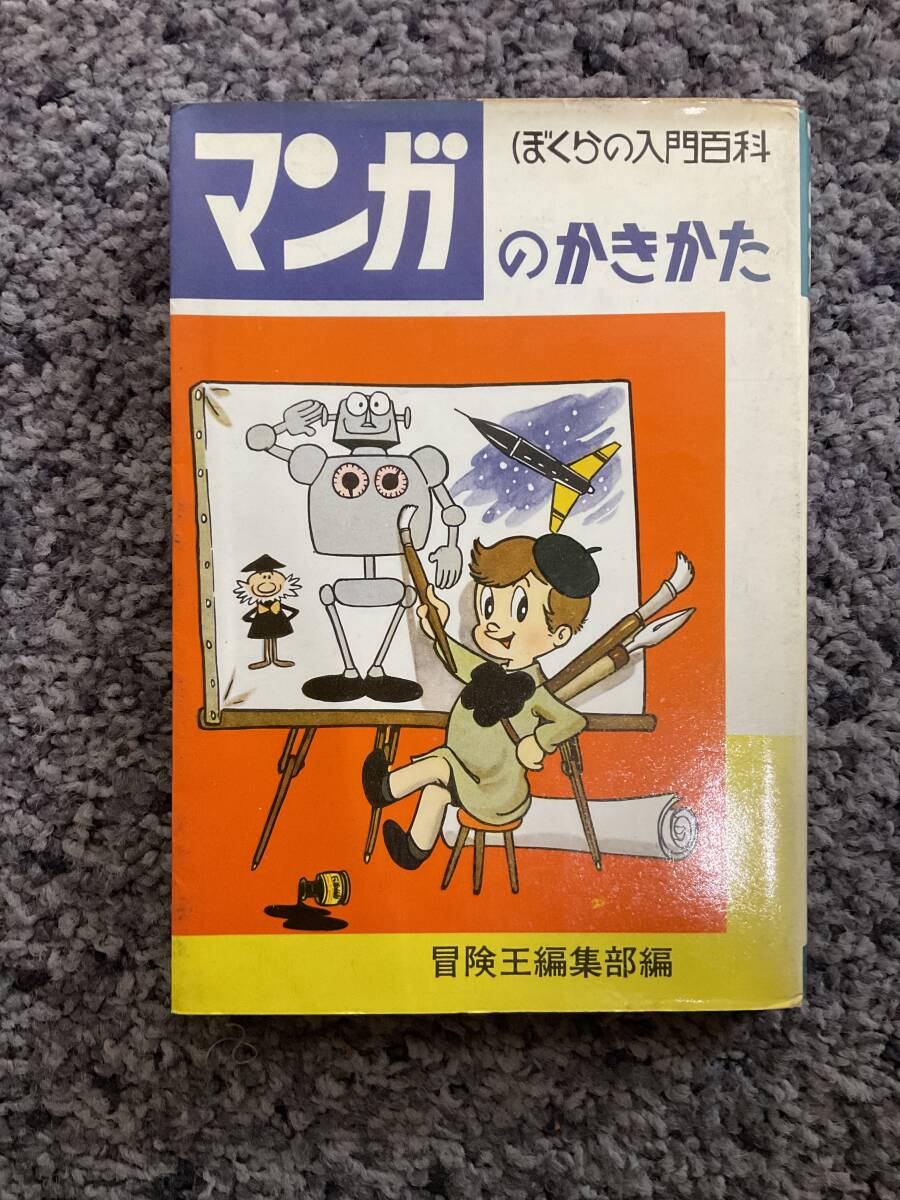 ぼくらの入門百科
マンガ
のかきかた
冒険王編集部編